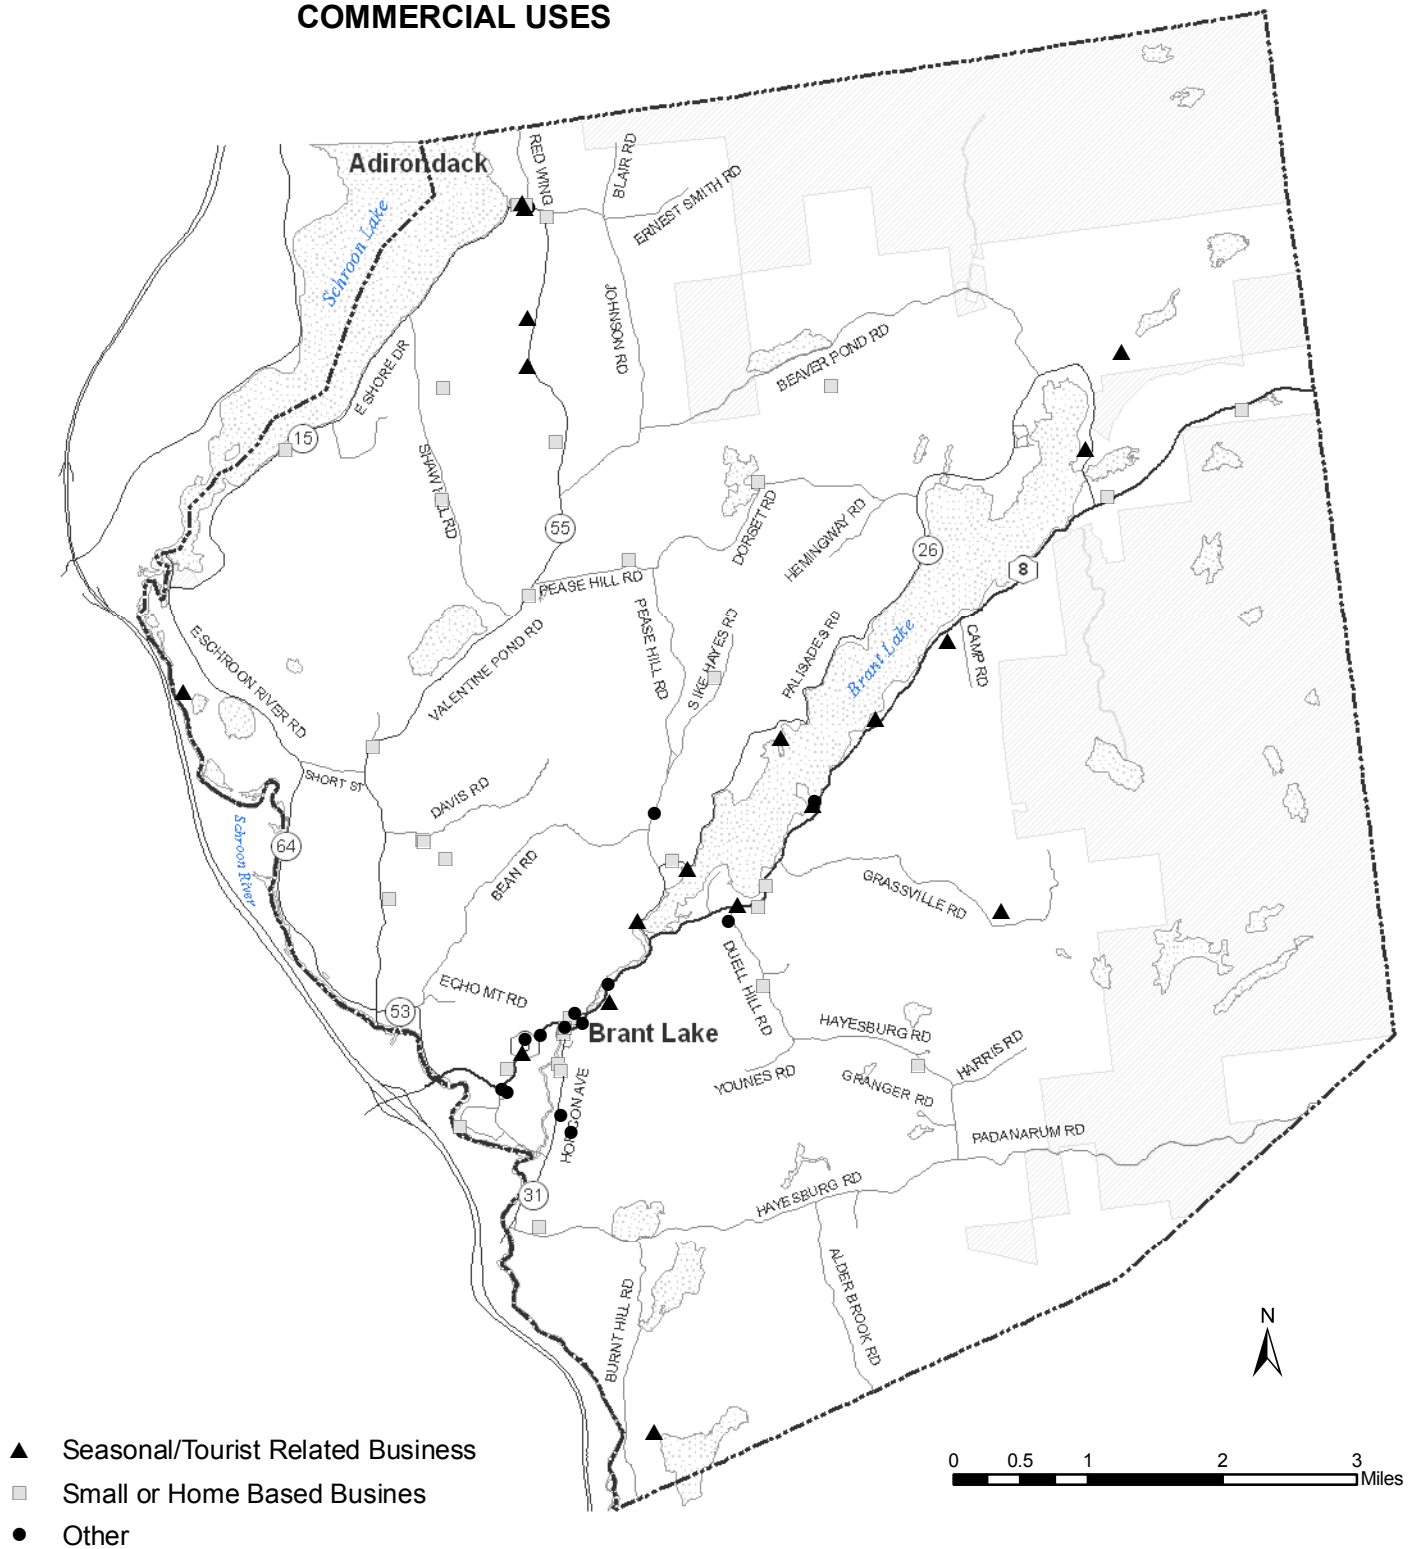 COMMERCIAL USES
Adirondack
RED WING
BLAIR RD
ERNEST SMITH RD
Schroon Lake
JOHNSON RD
E SHORE DR
BEAVER POND RD
15
SHAW HILL RD
55
DORSET RD
HEMINGWAY RD
26
8
PEASE HILL RD
PEASE HILL RD
S IKE HAYES RD
PALISADES RD
Brant Lake
CAMP RD
E SCHROON RIVER RD
VALENTINE POND RD
SHORT ST
DAVIS RD
Schroon River
64
BEAN RD
GRASSVILLE RD
ECHO MT RD
DUELL HILL RD
53
Brant Lake
HAYESBURG RD
HARRIS RD
YOUNES RD
GRANGER RD
HORICON AVE
PADANARUM RD
31
HAYESBURG RD
BURNT HILL RD
ALDER BROOK RD
N
Seasonal/Tourist Related Business
Small or Home Based Busines
Other
0 0.5 1 2 3
Miles